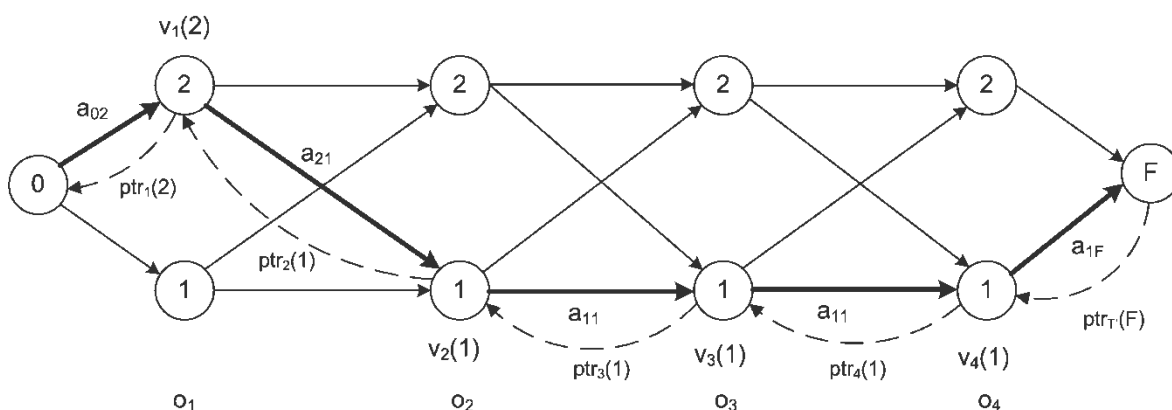 v₁(2)
2 2 2 2
a₀₂
a₂₁
0
ptr₁(2)
F
ptr₂(1)
a₁F
1 1 1 1
a₁₁ a₁₁
ptr_T'(F)
v₂(1) ptr₃(1) v₃(1) ptr₄(1) v₄(1)
o₁ o₂ o₃ o₄